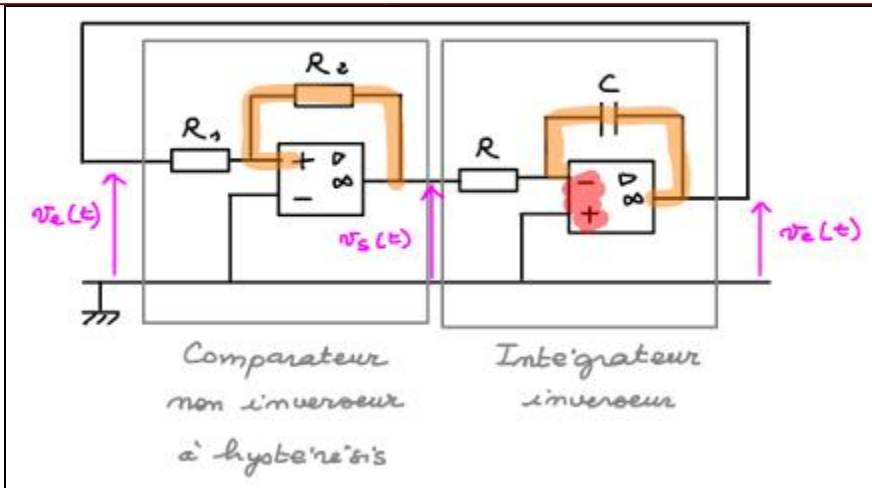 R₂
C
R₁
R
+
▷
∞
−
−
▷
∞
+
vₑ(t)
vₛ(t)
vₑ(t)
Comparateur
non inverseur
à hystérésis
Intégrateur
inverseur